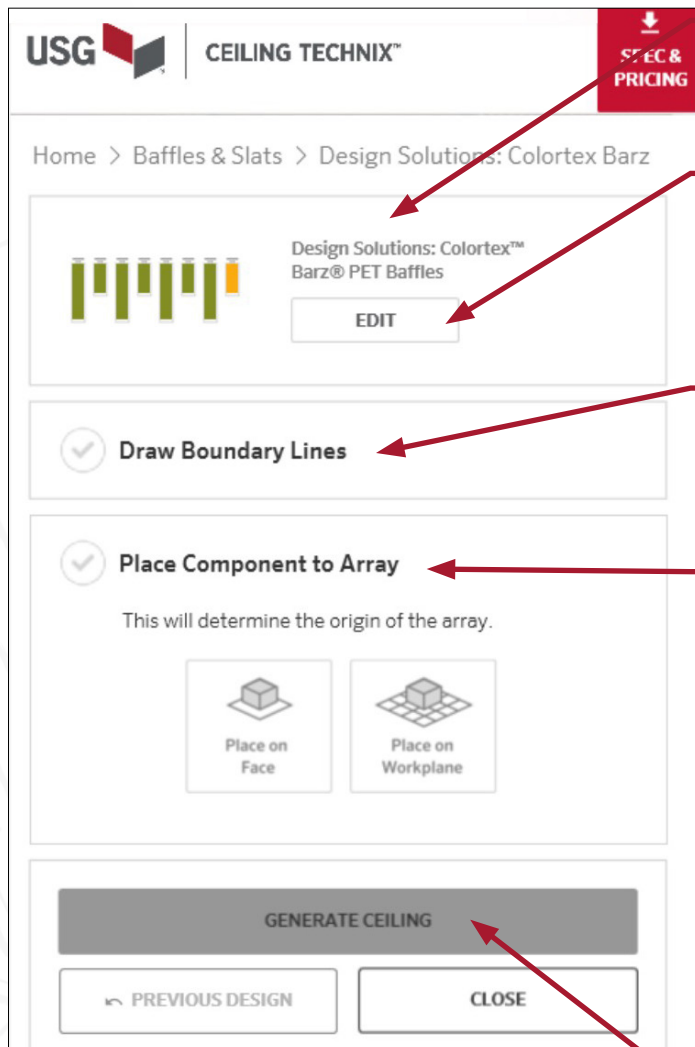 USG
CEILING TECHNIX™
SPEC &
PRICING
Home > Baffles & Slats > Design Solutions: Colortex Barz
Design Solutions: Colortex™
Barz® PET Baffles
EDIT
Draw Boundary Lines
Place Component to Array
This will determine the origin of the array.
Place on
Face
Place on
Workplane
GENERATE CEILING
PREVIOUS DESIGN
CLOSE